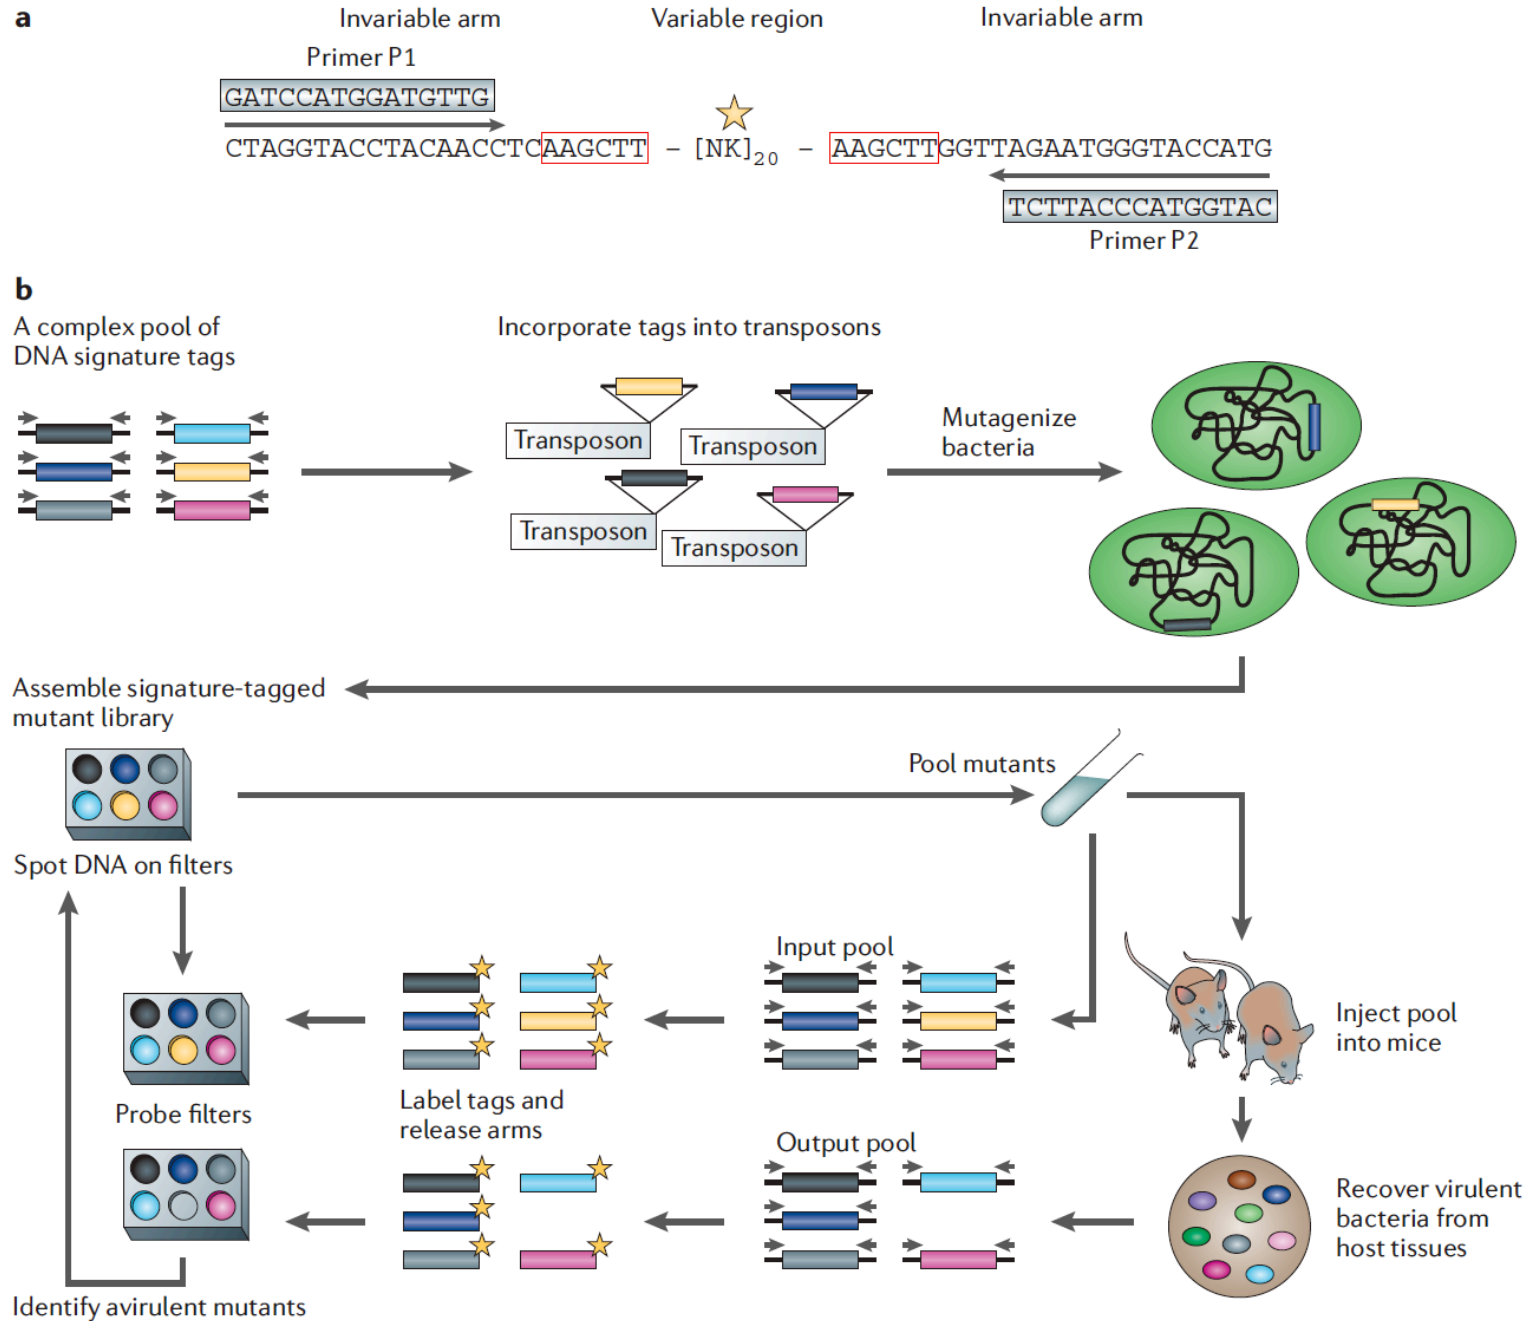 a
Invariable arm
Variable region
Invariable arm
Primer P1
GATCCATGGATGTTG
CTAGGTACCTACAACCTCAAGCTT – [NK]20 – AAGCTTGGTTAGAATGGGTACCATG
TCTTACCCATGGTAC
Primer P2
b
A complex pool of
DNA signature tags
Incorporate tags into transposons
Transposon
Transposon
Transposon
Transposon
Mutagenize
bacteria
Assemble signature-tagged
mutant library
Pool mutants
Spot DNA on filters
Input pool
Inject pool
into mice
Label tags and
release arms
Probe filters
Output pool
Recover virulent
bacteria from
host tissues
Identify avirulent mutants